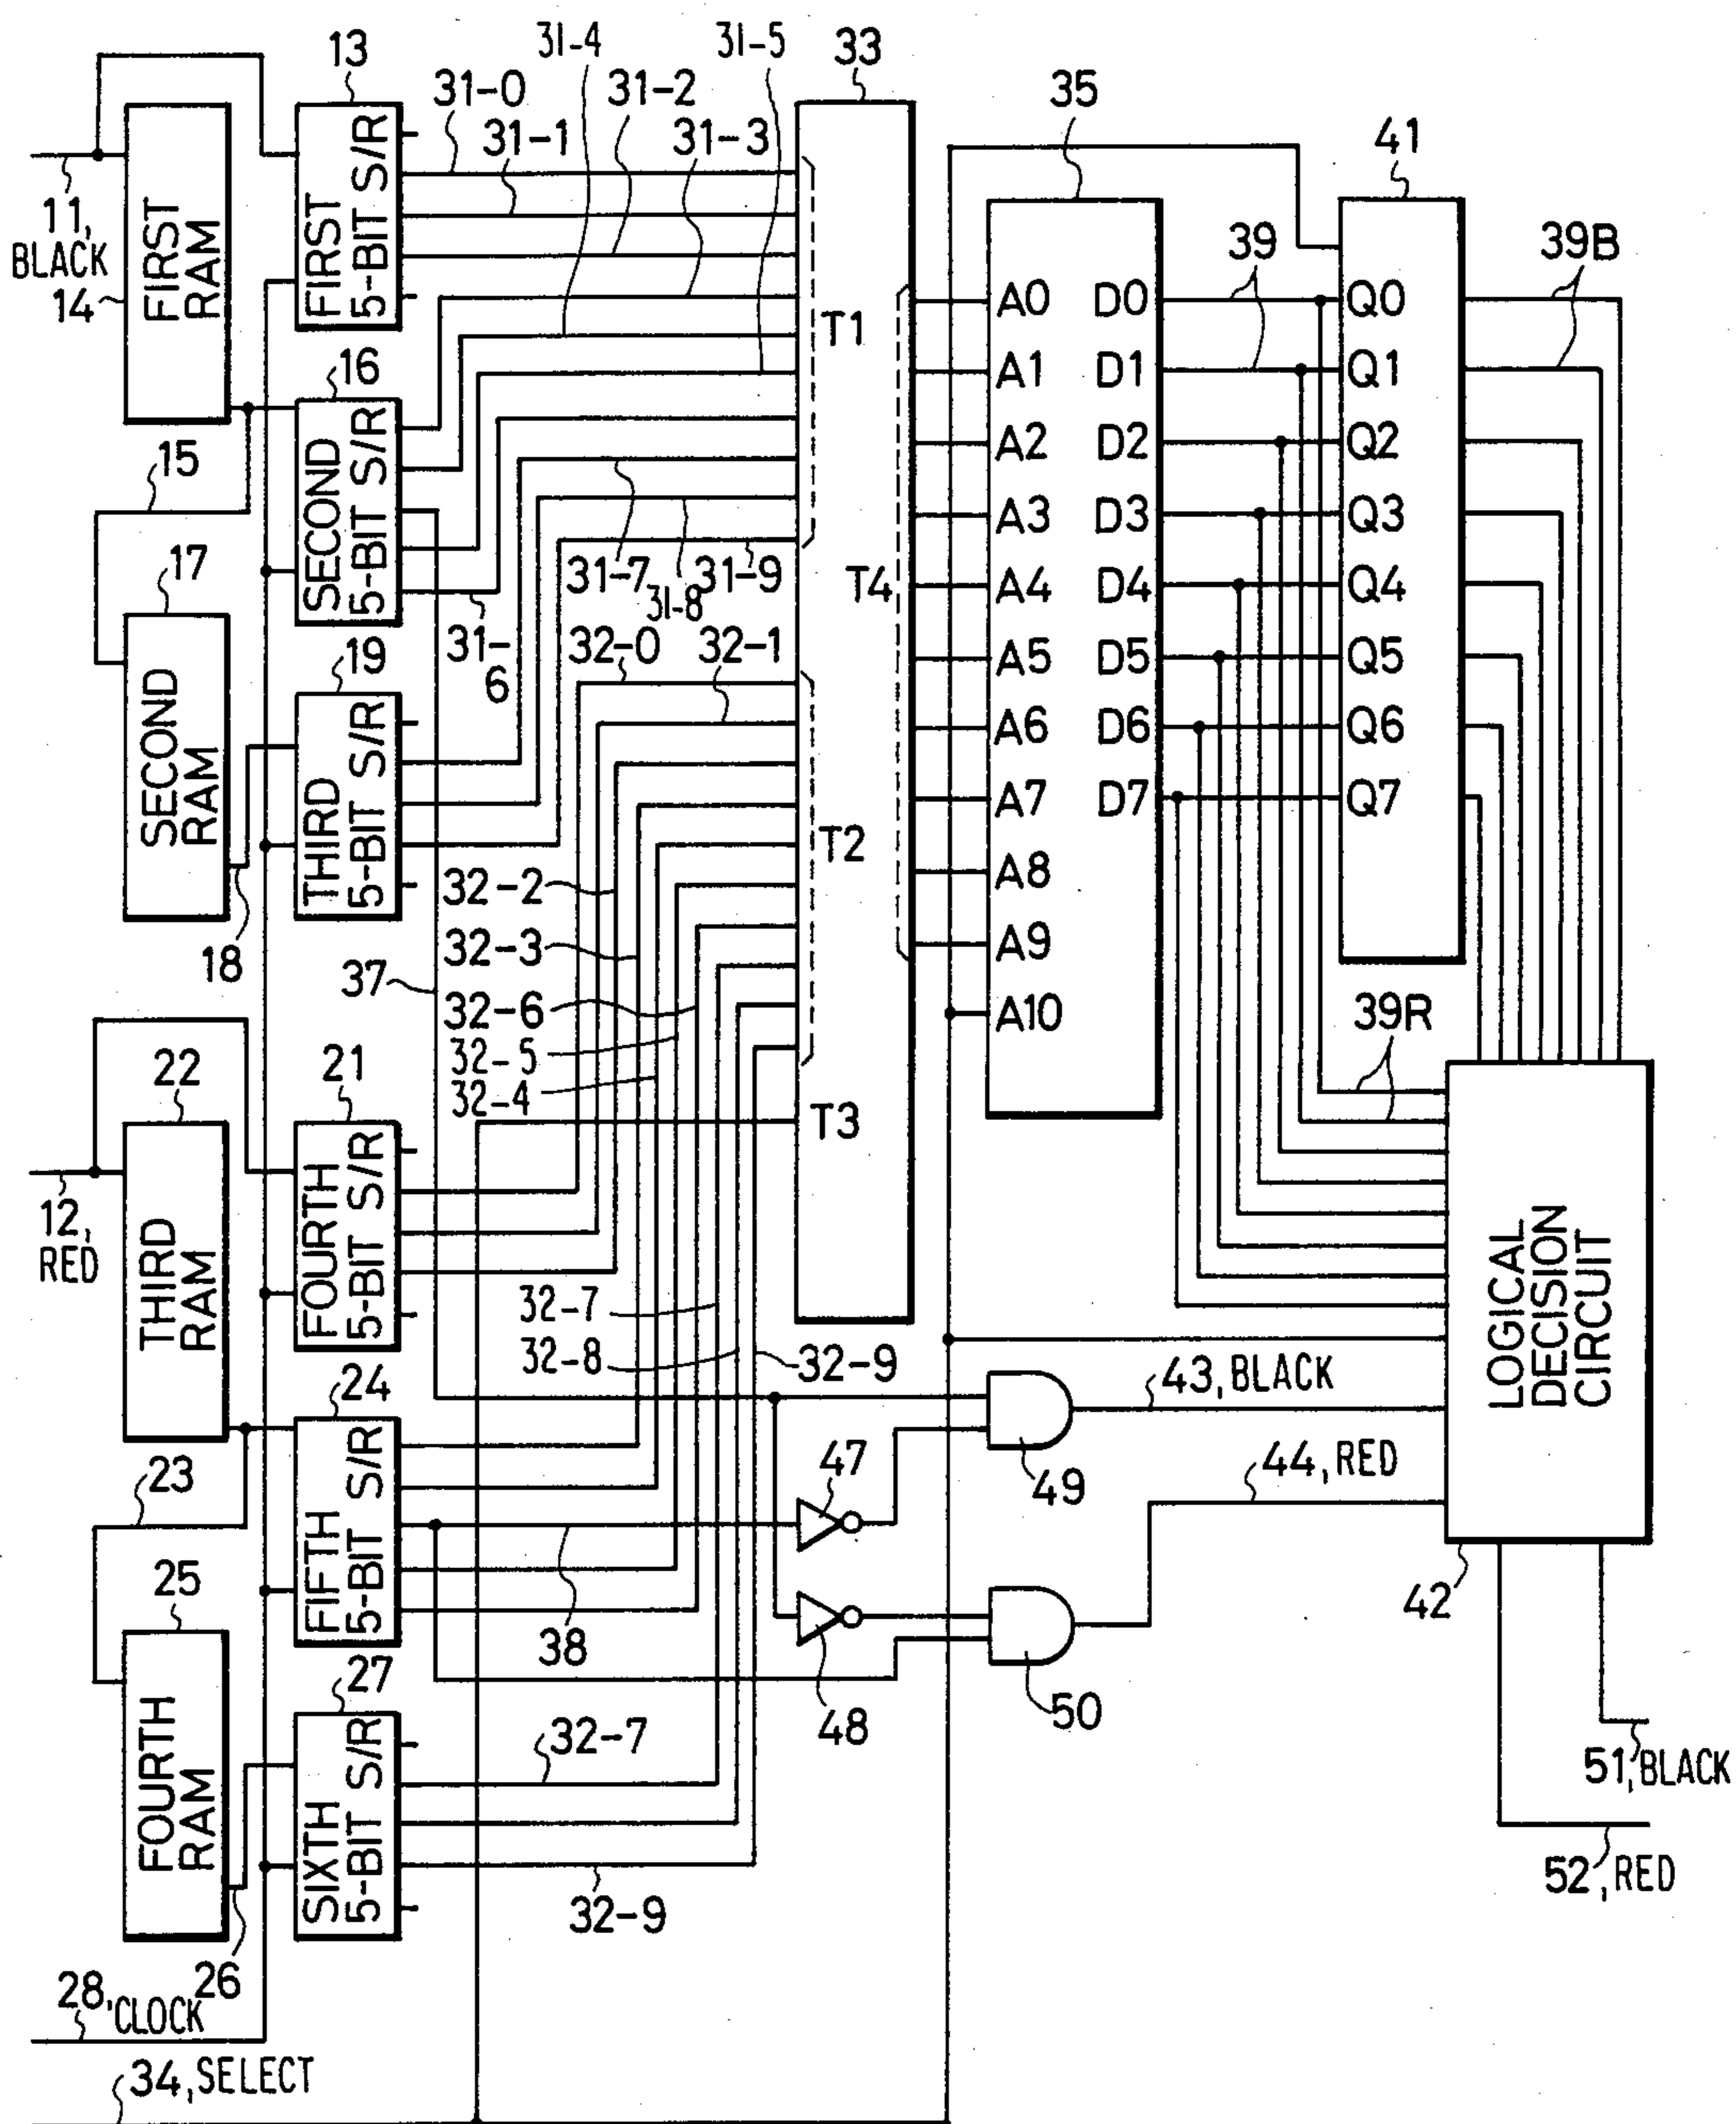 11, BLACK
14
FIRST RAM
13
FIRST 5-BIT S/R
31-0
31-1
31-4
31-2
31-3
31-5
33
35
41
15
16
SECOND 5-BIT S/R
17
SECOND RAM
18
19
THIRD 5-BIT S/R
31-6
31-7
31-8
31-9
32-0
32-1
32-2
32-3
32-6
32-5
32-4
37
T1
T4
T2
T3
A0
A1
A2
A3
A4
A5
A6
A7
A8
A9
A10
D0
D1
D2
D3
D4
D5
D6
D7
39
Q0
Q1
Q2
Q3
Q4
Q5
Q6
Q7
39B
39R
12, RED
22
THIRD RAM
21
FOURTH 5-BIT S/R
23
24
FIFTH 5-BIT S/R
25
FOURTH RAM
26
27
SIXTH 5-BIT S/R
32-7
32-8
32-9
38
47
48
49
50
43, BLACK
44, RED
LOGICAL
DECISION
CIRCUIT
42
51, BLACK
52, RED
32-7
32-9
28, CLOCK
34, SELECT